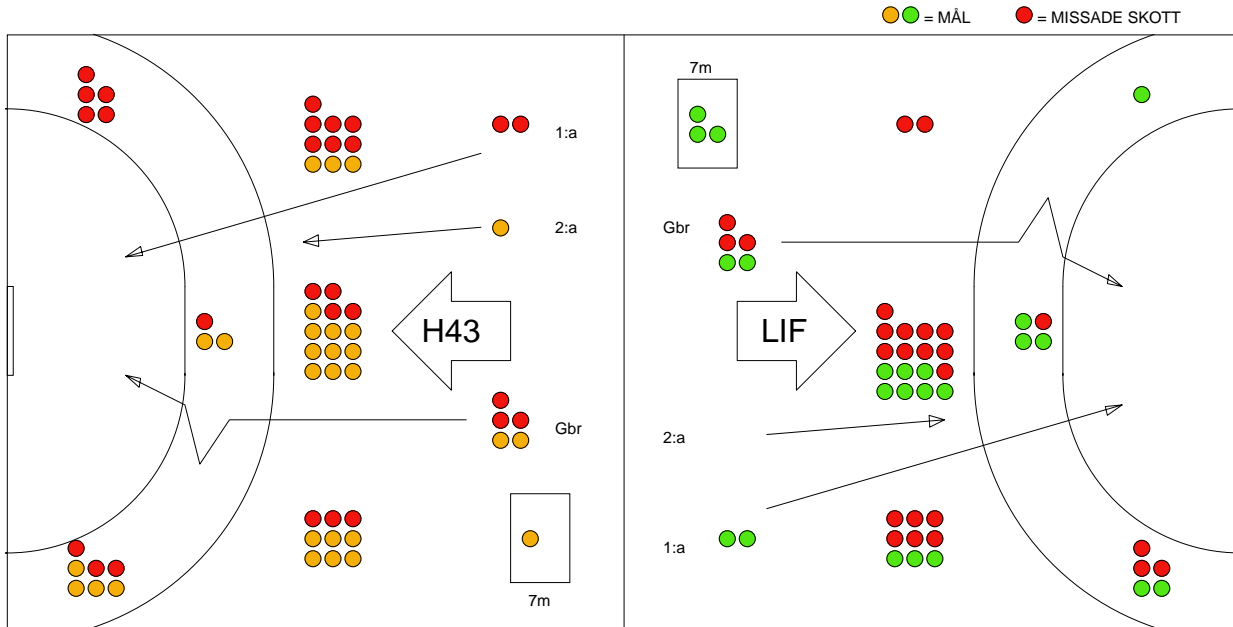 = MÅL
= MISSADE SKOTT
7m
1:a
2:a
Gbr
H43
LIF
Gbr
2:a
1:a
7m